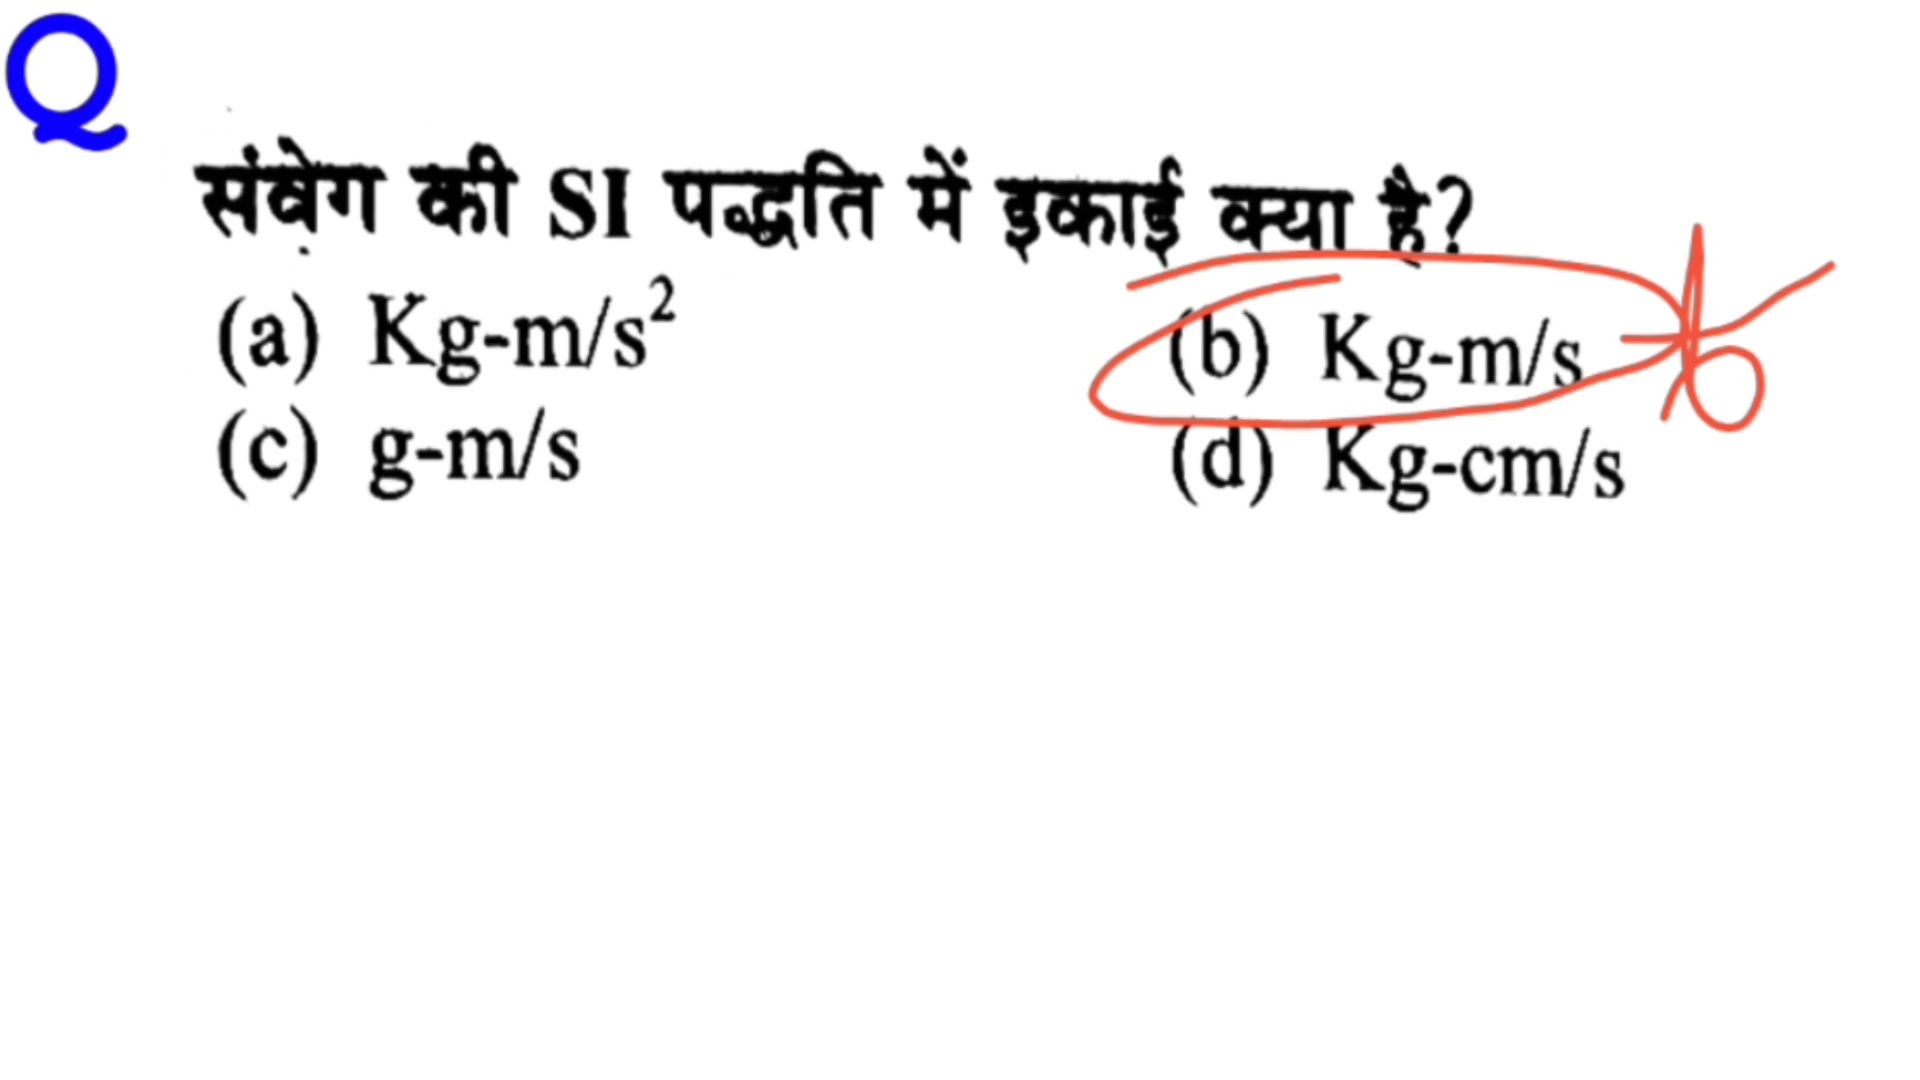 Q
संवेग की SI पद्धति में इकाई क्या है?
(a) Kg-m/s²
(b) Kg-m/s
(c) g-m/s
(d) Kg-cm/s